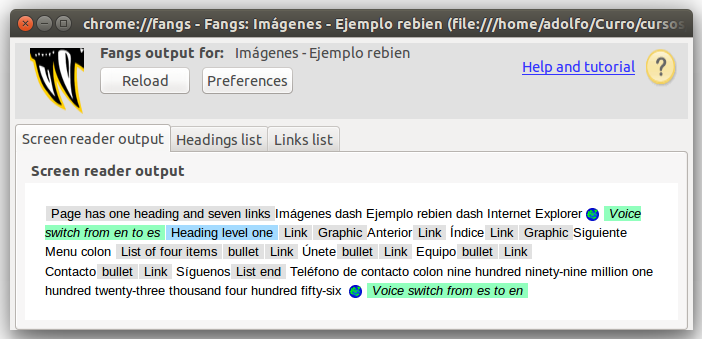 chrome://fangs - Fangs: Imágenes - Ejemplo rebien (file:///home/adolfo/Curro/cursos
Fangs output for: Imágenes - Ejemplo rebien
Reload Preferences
Help and tutorial ?
Screen reader output Headings list Links list
Screen reader output
Page has one heading and seven links Imágenes dash Ejemplo rebien dash Internet Explorer Voice
switch from en to es Heading level one Link Graphic Anterior Link Índice Link Graphic Siguiente
Menu colon List of four items bullet Link Únete bullet Link Equipo bullet Link
Contacto bullet Link Síguenos List end Teléfono de contacto colon nine hundred ninety-nine million one
hundred twenty-three thousand four hundred fifty-six Voice switch from es to en